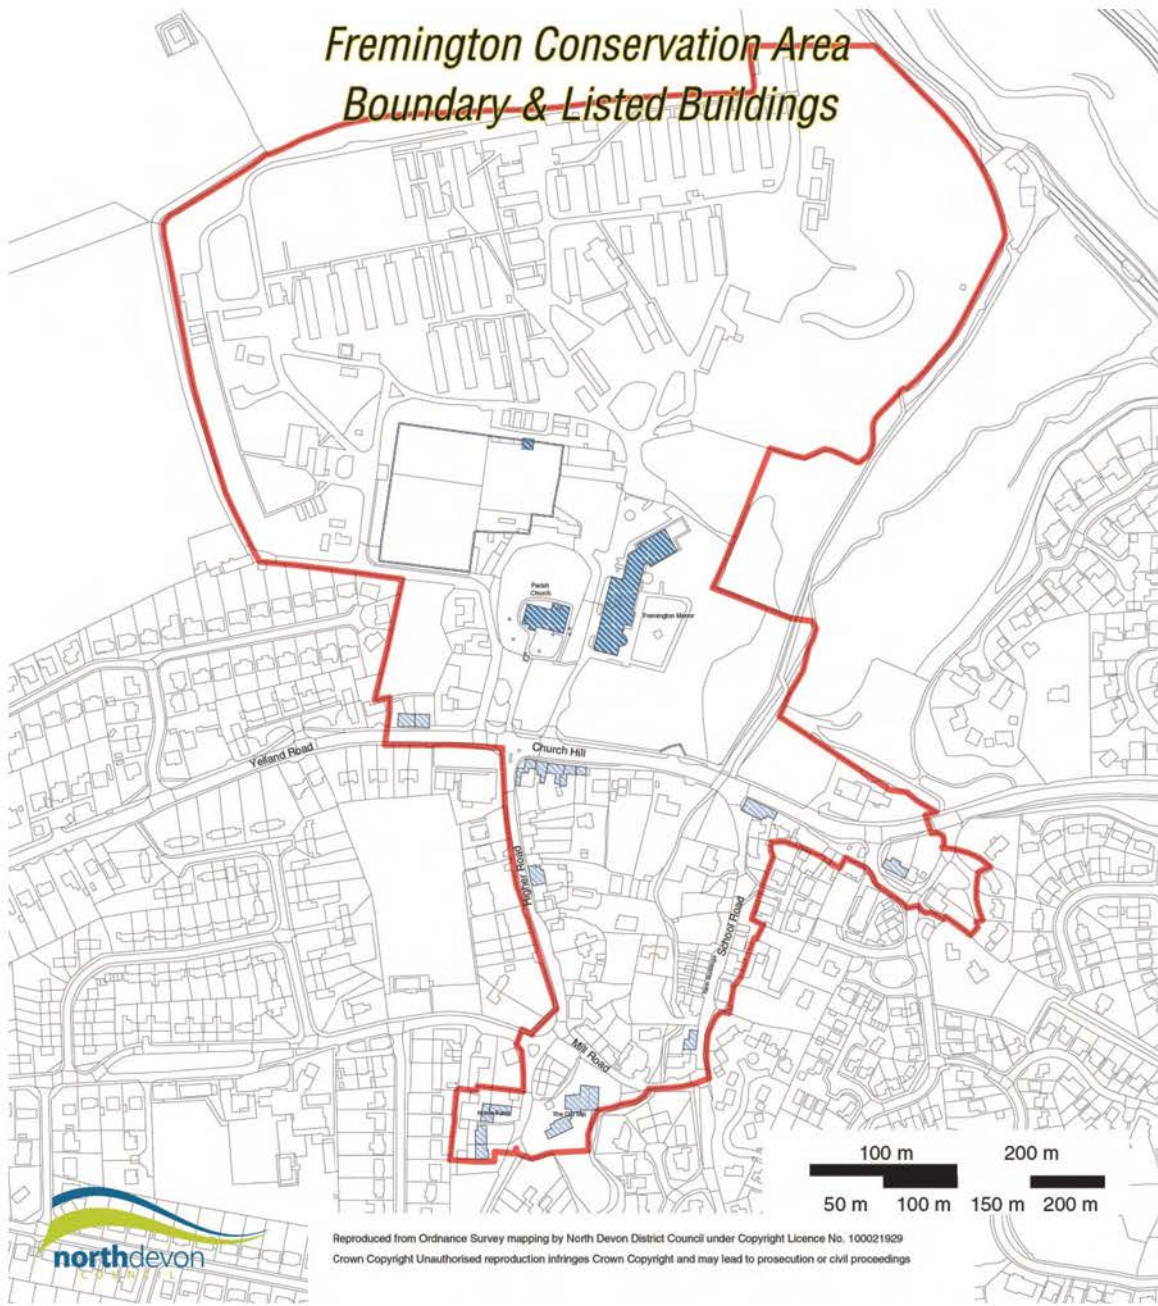 Fremington Conservation Area
Boundary & Listed Buildings
Parish
Church
Fremington Manor
Church Hill
Yelland Road
Higher Road
School Road
Mill Road
The Old Mill
100 m
200 m
50 m
100 m
150 m
200 m
northdevon
COUNCIL
Reproduced from Ordnance Survey mapping by North Devon District Council under Copyright Licence No. 100021929
Crown Copyright Unauthorised reproduction infringes Crown Copyright and may lead to prosecution or civil proceedings